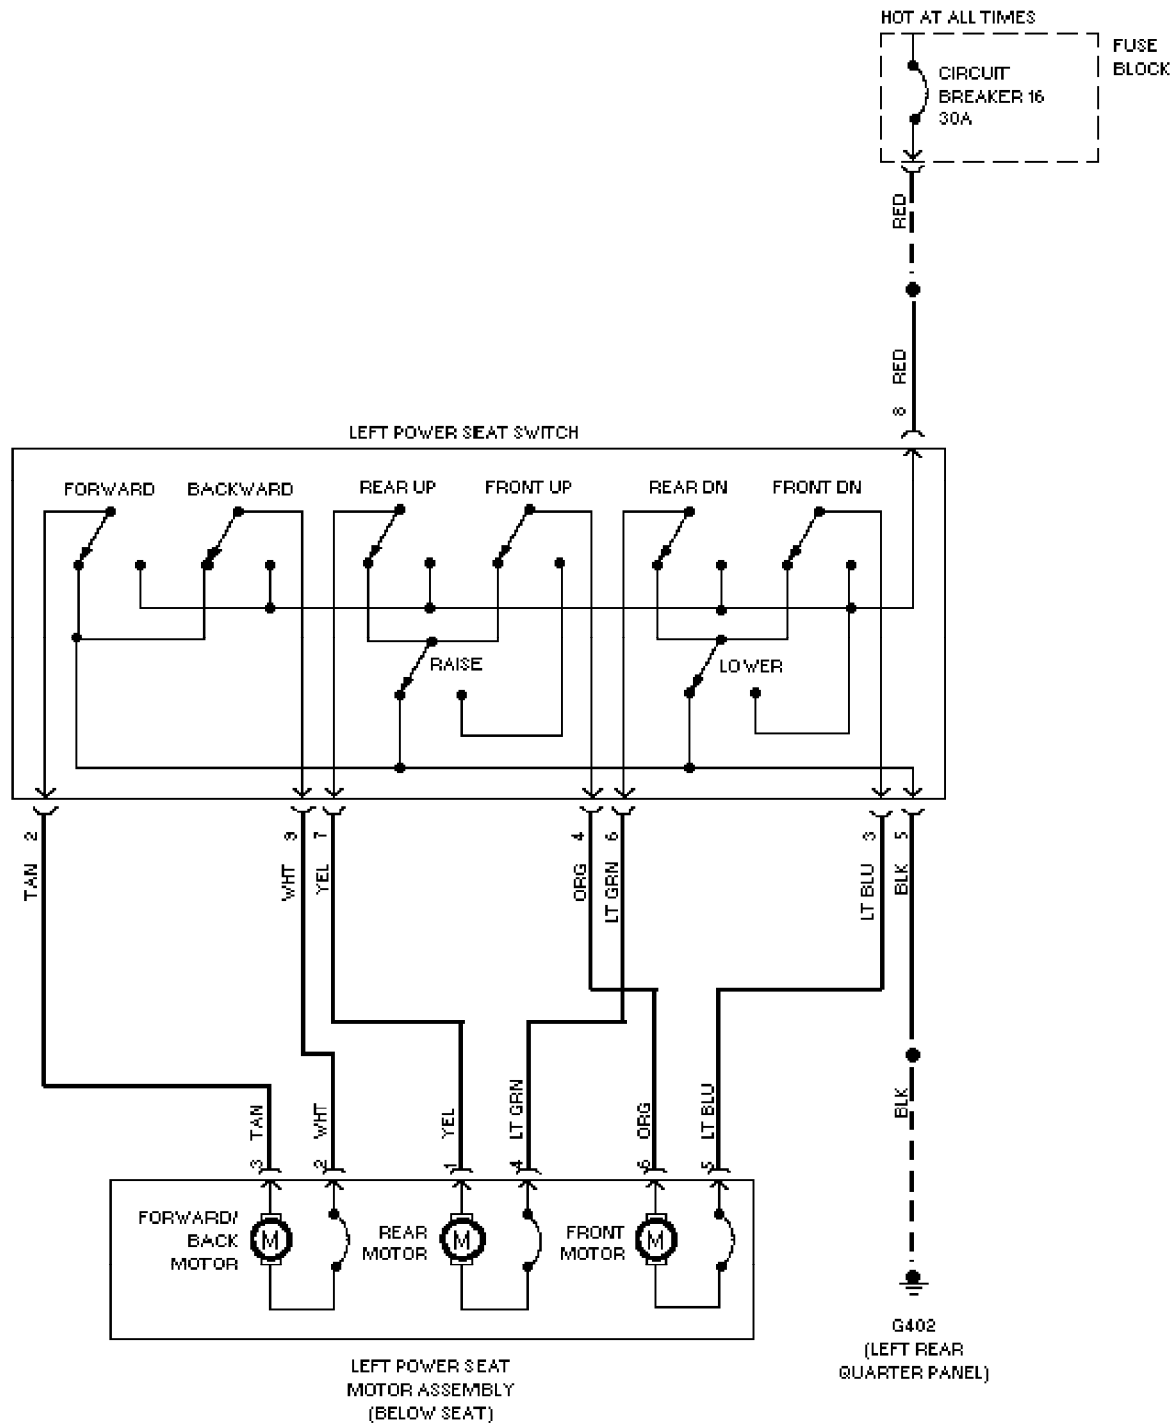 HOT AT ALL TIMES
FUSE
BLOCK
CIRCUIT
BREAKER 16
30A
RED
RED
8
LEFT POWER SEAT SWITCH
FORWARD
BACKWARD
REAR UP
FRONT UP
REAR DN
FRONT DN
RAISE
LOWER
2
TAN
WHT
7
YEL
4
ORG
6
LT GRN
3
LT BLU
5
BLK
TAN
3
WHT
2
YEL
1
LT GRN
4
ORG
6
LT BLU
5
BLK
FORWARD/
BACK
MOTOR
M
REAR
MOTOR
M
FRONT
MOTOR
M
G402
(LEFT REAR
QUARTER PANEL)
LEFT POWER SEAT
MOTOR ASSEMBLY
(BELOW SEAT)